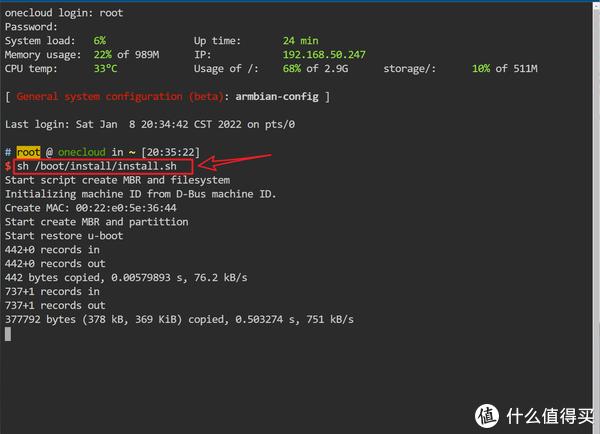 onecloud login: root
Password:
System load: 6% Up time: 24 min
Memory usage: 22% of 989M IP: 192.168.50.247
CPU temp: 33°C Usage of /: 68% of 2.9G storage/: 10% of 511M
[ General system configuration (beta): armbian-config ]
Last login: Sat Jan 8 20:34:42 CST 2022 on pts/0
# root @ onecloud in ~ [20:35:22]
$ sh /boot/install/install.sh
Start script create MBR and filesystem
Initializing machine ID from D-Bus machine ID.
Create MAC: 00:22:e0:5e:36:44
Start create MBR and partittion
Start restore u-boot
442+0 records in
442+0 records out
442 bytes copied, 0.00579893 s, 76.2 kB/s
737+1 records in
737+1 records out
377792 bytes (378 kB, 369 KiB) copied, 0.503274 s, 751 kB/s
值 什么值得买